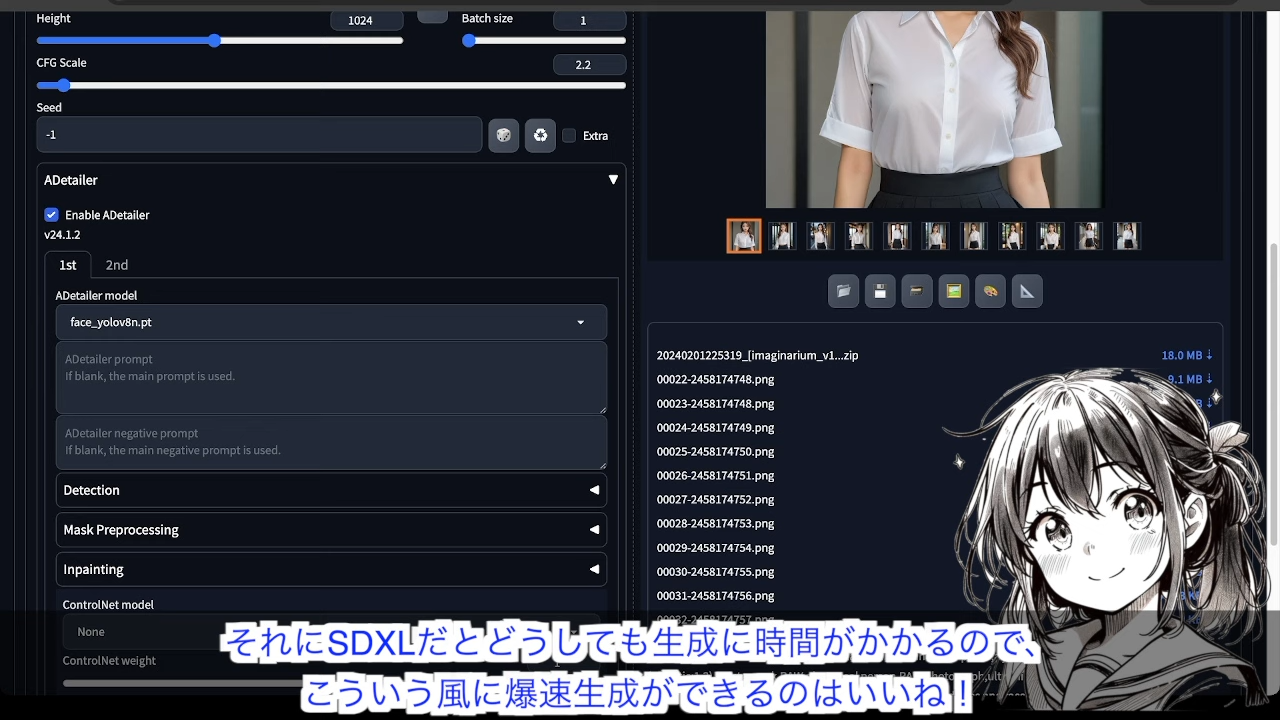 Height
1024
Batch size
1
CFG Scale
2.2
Seed
-1
Extra
ADetailer
Enable ADetailer
v24.1.2
1st
2nd
ADetailer model
face_yolov8n.pt
ADetailer prompt
If blank, the main prompt is used.
ADetailer negative prompt
If blank, the main negative prompt is used.
Detection
Mask Preprocessing
Inpainting
ControlNet model
None
ControlNet weight
20240201225319_[imaginarium_v1...zip
18.0 MB ↓
00022-2458174748.png
9.1 MB ↓
00023-2458174748.png
00024-2458174749.png
00025-2458174750.png
00026-2458174751.png
00027-2458174752.png
00028-2458174753.png
00029-2458174754.png
00030-2458174755.png
00031-2458174756.png
00032-2458174757.png
それにSDXLだとどうしても生成に時間がかかるので、
こういう風に爆速生成ができるのはいいね！